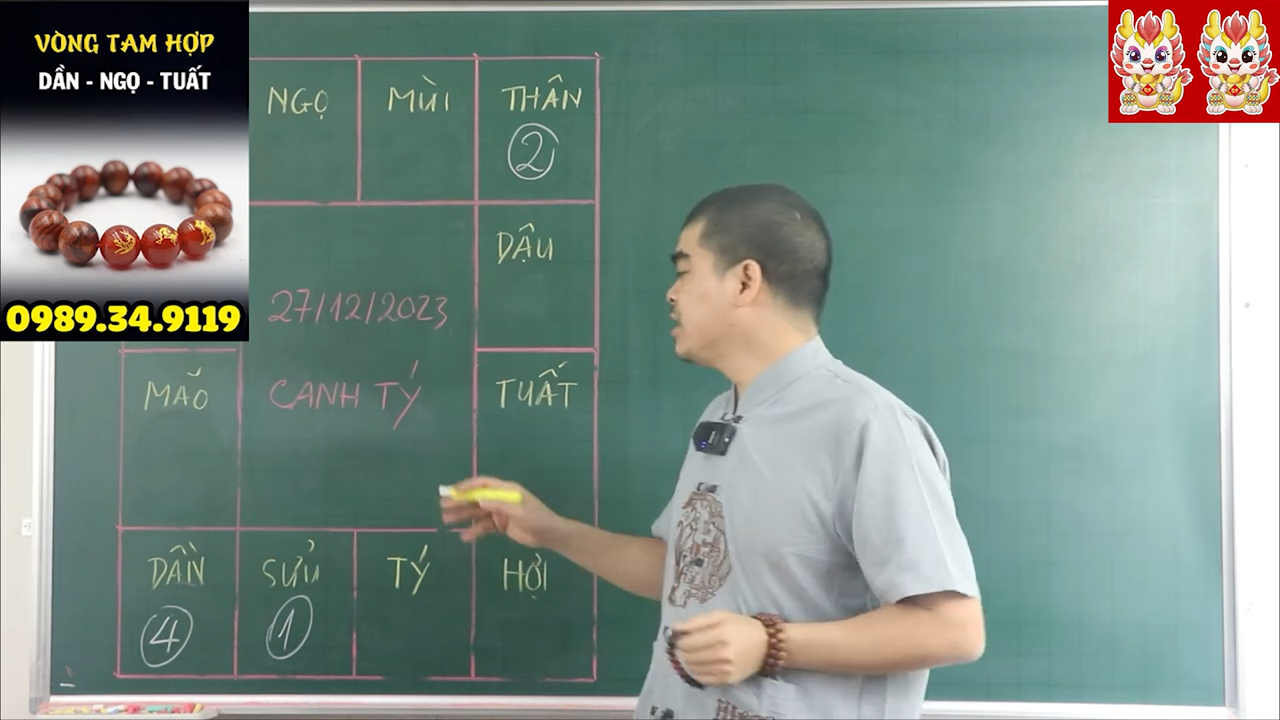 VÒNG TAM HỢP
DẦN - NGỌ - TUẤT
0989.34.9119
NGỌ
MÙI
THÂN
2
DẬU
27/12/2023
CANH TÝ
MÃO
TUẤT
DẦN
SỬU
TÝ
HỢI
4
1